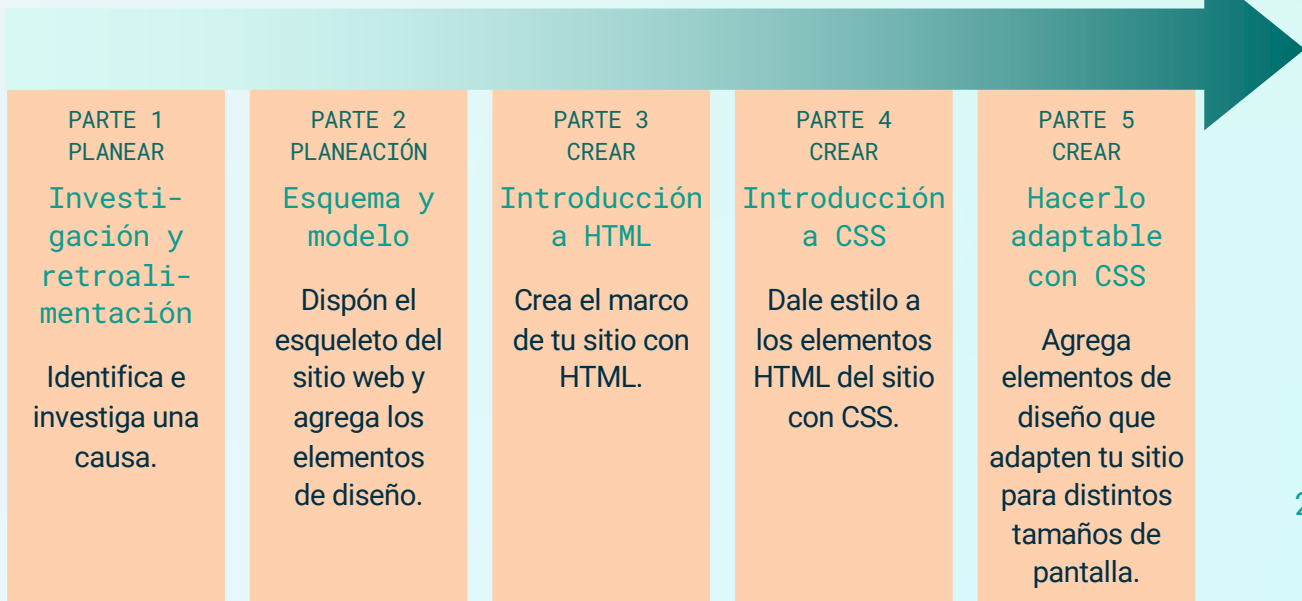 PARTE 1
PLANEAR
Investi-
gación y
retroali-
mentación
Identifica e
investiga una
causa.
PARTE 2
PLANEACIÓN
Esquema y
modelo
Dispón el
esqueleto del
sitio web y
agrega los
elementos
de diseño.
PARTE 3
CREAR
Introducción
a HTML
Crea el marco
de tu sitio con
HTML.
PARTE 4
CREAR
Introducción
a CSS
Dale estilo a
los elementos
HTML del sitio
con CSS.
PARTE 5
CREAR
Hacerlo
adaptable
con CSS
Agrega
elementos de
diseño que
adapten tu sitio
para distintos
tamaños de
pantalla.